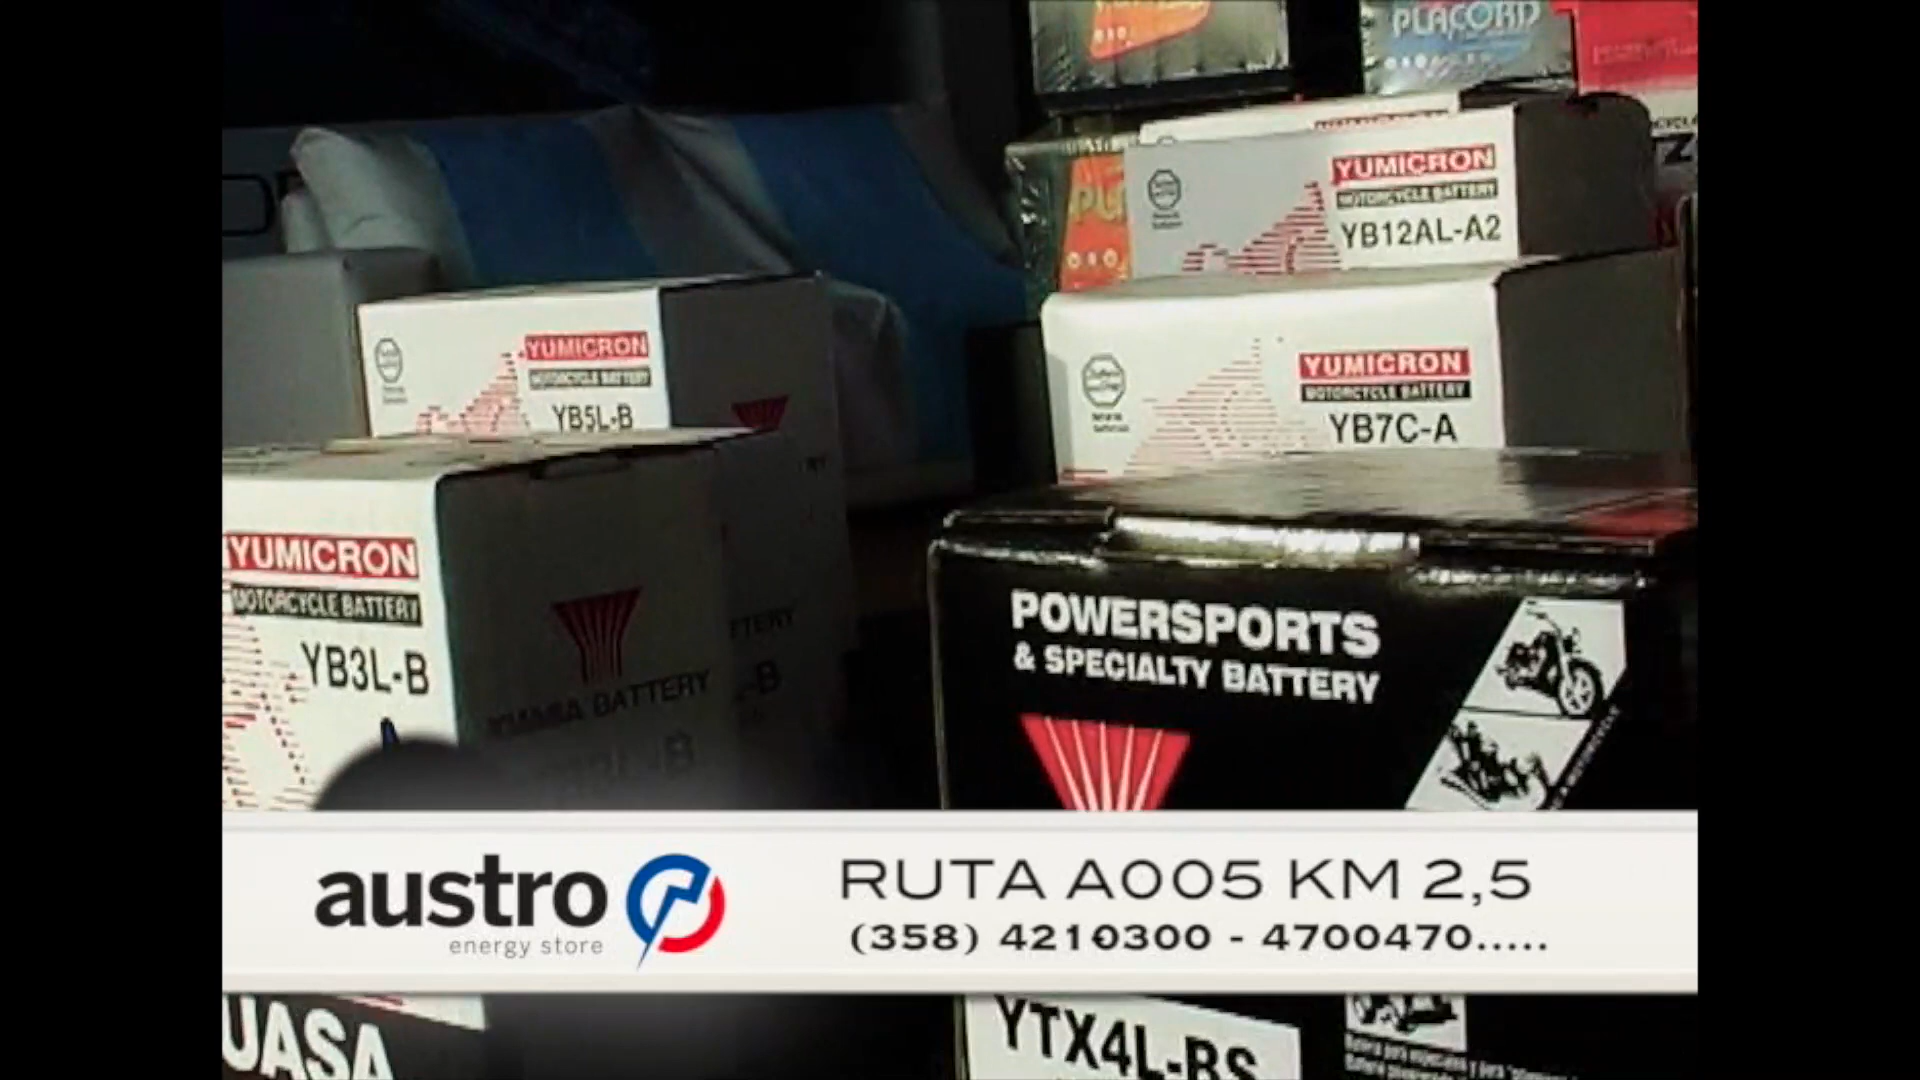 PLACORD
YUMICRON
MOTORCYCLE BATTERY
YB12AL-A2
YUMICRON
MOTORCYCLE BATTERY
YB5L-B
YUMICRON
MOTORCYCLE BATTERY
YB7C-A
YUMICRON
MOTORCYCLE BATTERY
YB3L-B
BATTERY
POWERSPORTS
& SPECIALTY BATTERY
austro
energy store
RUTA A005 KM 2,5
(358) 4210300 - 4700470.....
UASA
YTX4L-BS